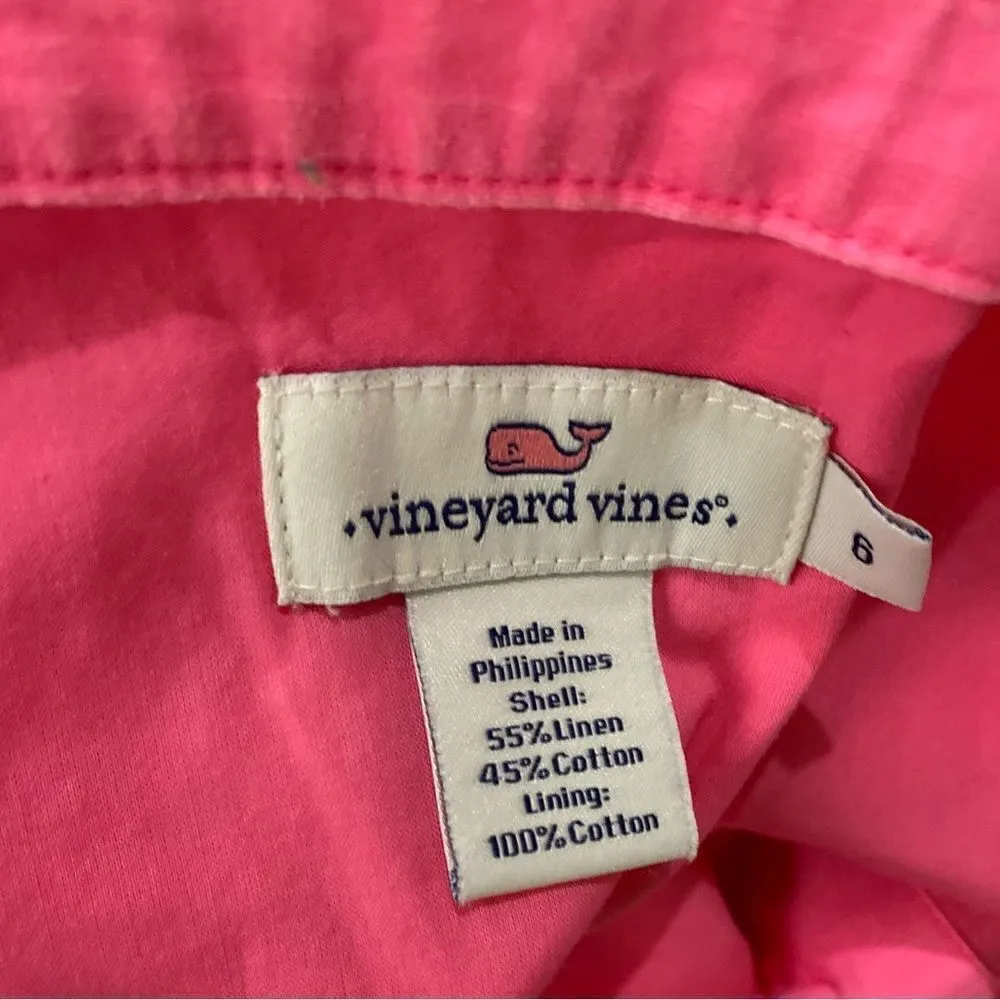 vineyard vines®
6
Made in
Philippines
Shell:
55% Linen
45% Cotton
Lining:
100% Cotton